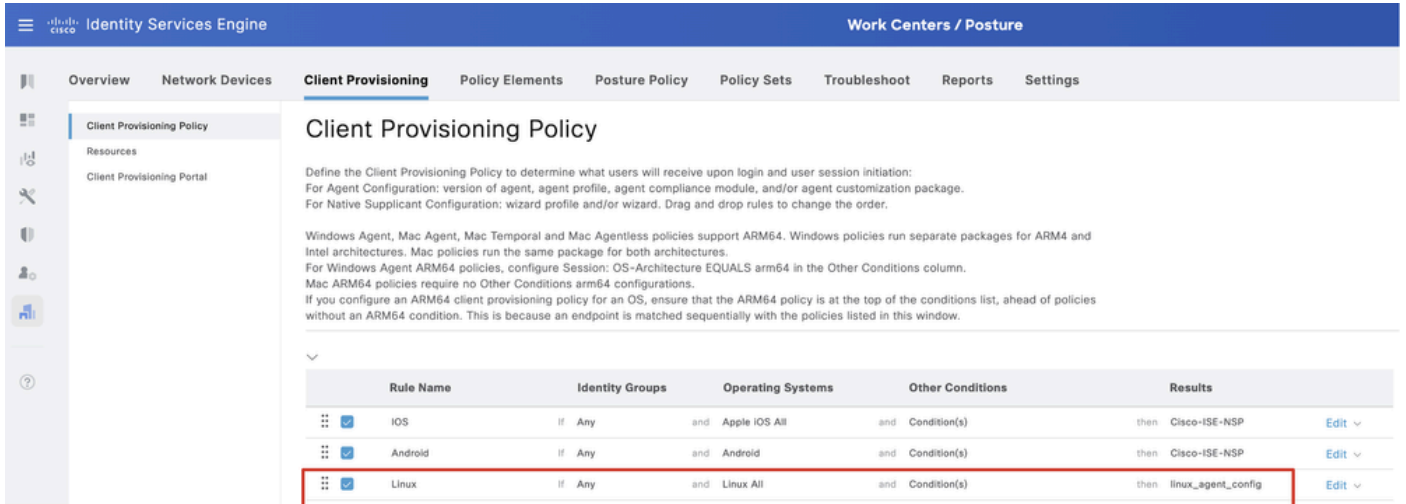 cisco Identity Services Engine Work Centers / Posture
Overview Network Devices Client Provisioning Policy Elements Posture Policy Policy Sets Troubleshoot Reports Settings
Client Provisioning Policy
Resources
Client Provisioning Portal
Client Provisioning Policy
Define the Client Provisioning Policy to determine what users will receive upon login and user session initiation:
For Agent Configuration: version of agent, agent profile, agent compliance module, and/or agent customization package.
For Native Supplicant Configuration: wizard profile and/or wizard. Drag and drop rules to change the order.
Windows Agent, Mac Agent, Mac Temporal and Mac Agentless policies support ARM64. Windows policies run separate packages for ARM4 and
Intel architectures. Mac policies run the same package for both architectures.
For Windows Agent ARM64 policies, configure Session: OS-Architecture EQUALS arm64 in the Other Conditions column.
Mac ARM64 policies require no Other Conditions arm64 configurations.
If you configure an ARM64 client provisioning policy for an OS, ensure that the ARM64 policy is at the top of the conditions list, ahead of policies
without an ARM64 condition. This is because an endpoint is matched sequentially with the policies listed in this window.
Rule Name Identity Groups Operating Systems Other Conditions Results
IOS If Any and Apple iOS All and Condition(s) then Cisco-ISE-NSP Edit
Android If Any and Android and Condition(s) then Cisco-ISE-NSP Edit
Linux If Any and Linux All and Condition(s) then linux_agent_config Edit